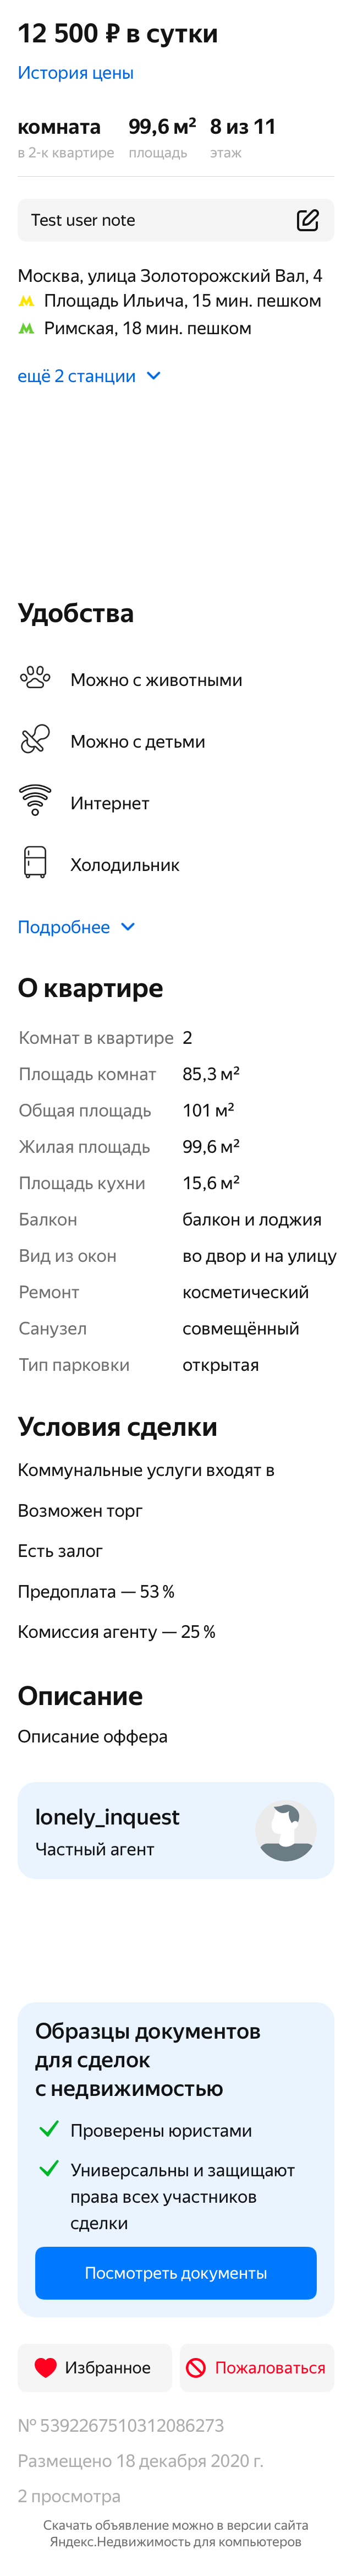 12 500 ₽ в сутки
История цены
комната 99,6 м² 8 из 11
в 2-к квартире площадь этаж
Test user note
Москва, улица Золоторожский Вал, 4
Площадь Ильича, 15 мин. пешком
Римская, 18 мин. пешком
ещё 2 станции
Удобства
Можно с животными
Можно с детьми
Интернет
Холодильник
Подробнее
О квартире
Комнат в квартире 2
Площадь комнат 85,3 м²
Общая площадь 101 м²
Жилая площадь 99,6 м²
Площадь кухни 15,6 м²
Балкон балкон и лоджия
Вид из окон во двор и на улицу
Ремонт косметический
Санузел совмещённый
Тип парковки открытая
Условия сделки
Коммунальные услуги входят в
Возможен торг
Есть залог
Предоплата — 53 %
Комиссия агенту — 25 %
Описание
Описание оффера
lonely_inquest
Частный агент
Образцы документов
для сделок
с недвижимостью
Проверены юристами
Универсальны и защищают
права всех участников
сделки
Посмотреть документы
Избранное Пожаловаться
№ 5392267510312086273
Размещено 18 декабря 2020 г.
2 просмотра
Скачать объявление можно в версии сайта
Яндекс.Недвижимость для компьютеров